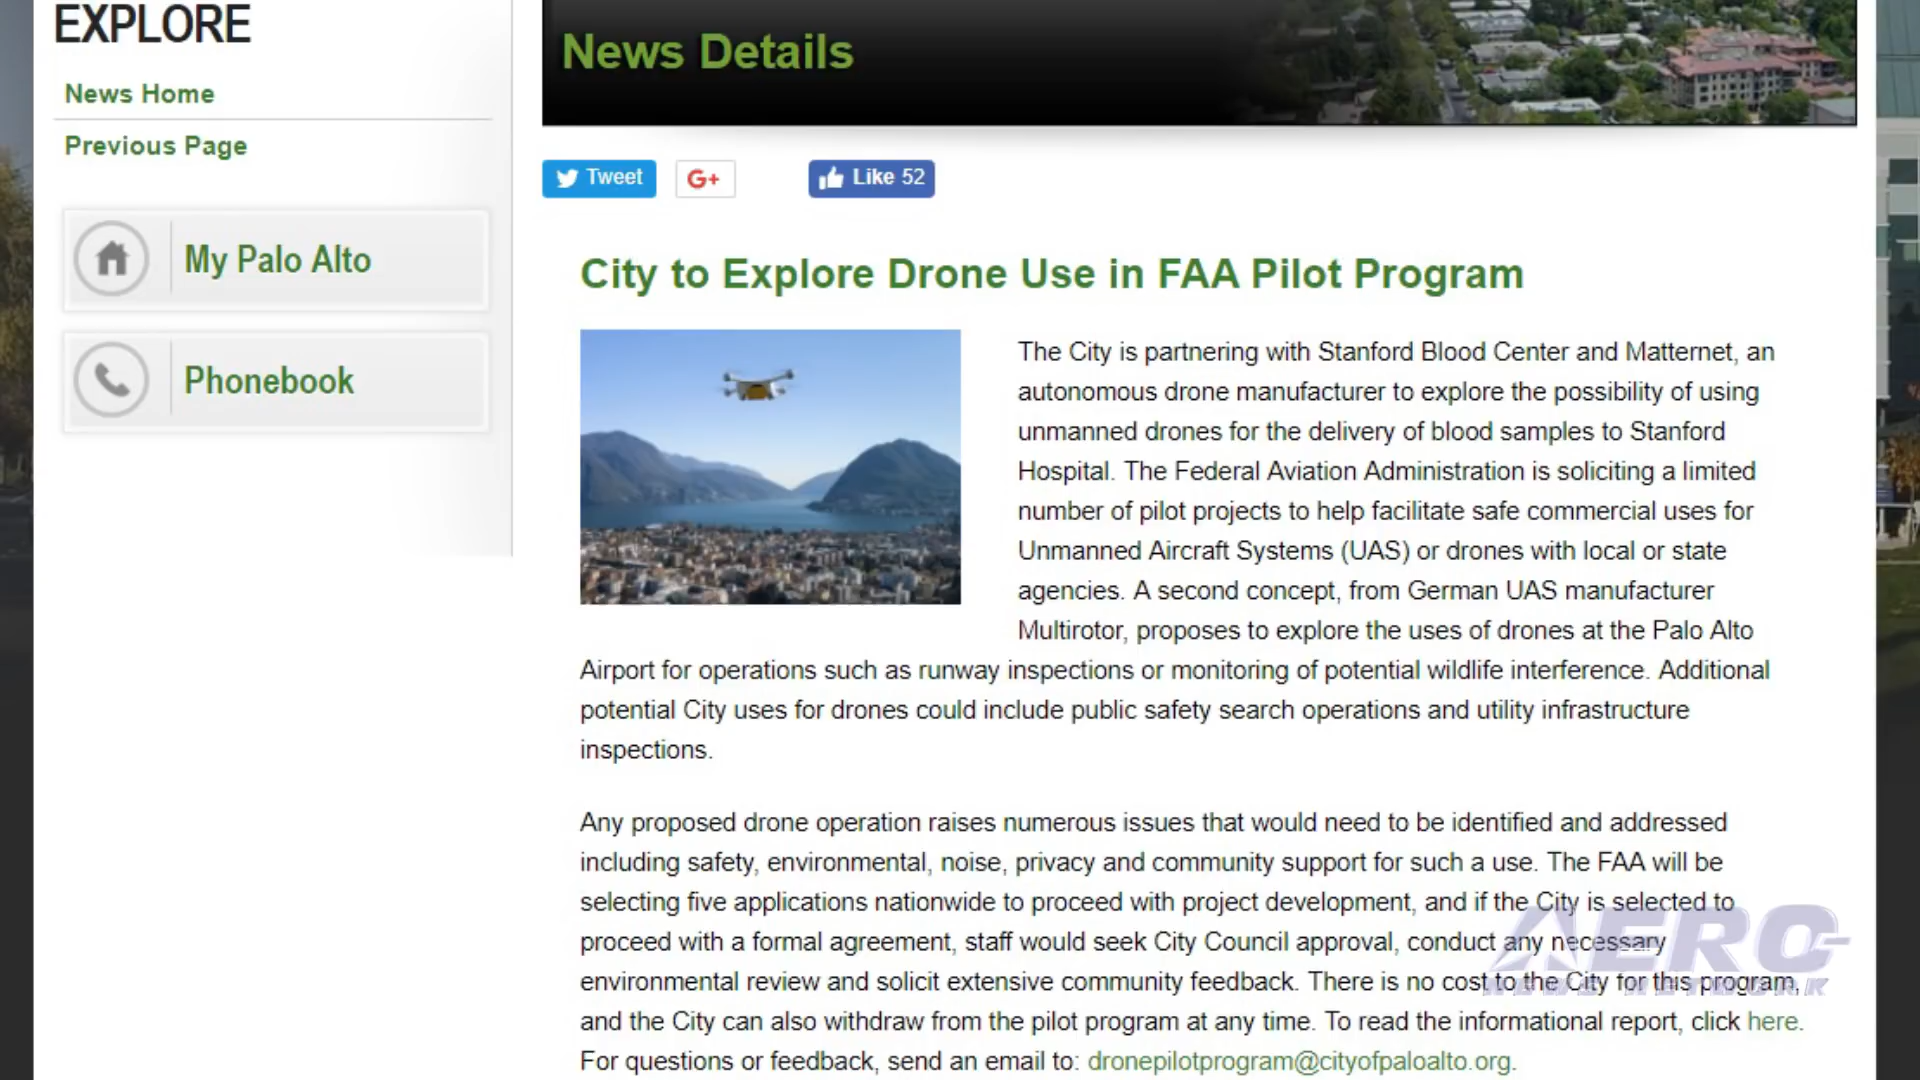 EXPLORE
News Home
Previous Page
My Palo Alto
Phonebook
News Details
Tweet
G+
Like 52
City to Explore Drone Use in FAA Pilot Program
The City is partnering with Stanford Blood Center and Matternet, an
autonomous drone manufacturer to explore the possibility of using
unmanned drones for the delivery of blood samples to Stanford
Hospital. The Federal Aviation Administration is soliciting a limited
number of pilot projects to help facilitate safe commercial uses for
Unmanned Aircraft Systems (UAS) or drones with local or state
agencies. A second concept, from German UAS manufacturer
Multirotor, proposes to explore the uses of drones at the Palo Alto
Airport for operations such as runway inspections or monitoring of potential wildlife interference. Additional
potential City uses for drones could include public safety search operations and utility infrastructure
inspections.
Any proposed drone operation raises numerous issues that would need to be identified and addressed
including safety, environmental, noise, privacy and community support for such a use. The FAA will be
selecting five applications nationwide to proceed with project development, and if the City is selected to
proceed with a formal agreement, staff would seek City Council approval, conduct any necessary
environmental review and solicit extensive community feedback. There is no cost to the City for this program,
and the City can also withdraw from the pilot program at any time. To read the informational report, click here.
For questions or feedback, send an email to: dronepilotprogram@cityofpaloalto.org.
AERO-
NEWS NETWORK